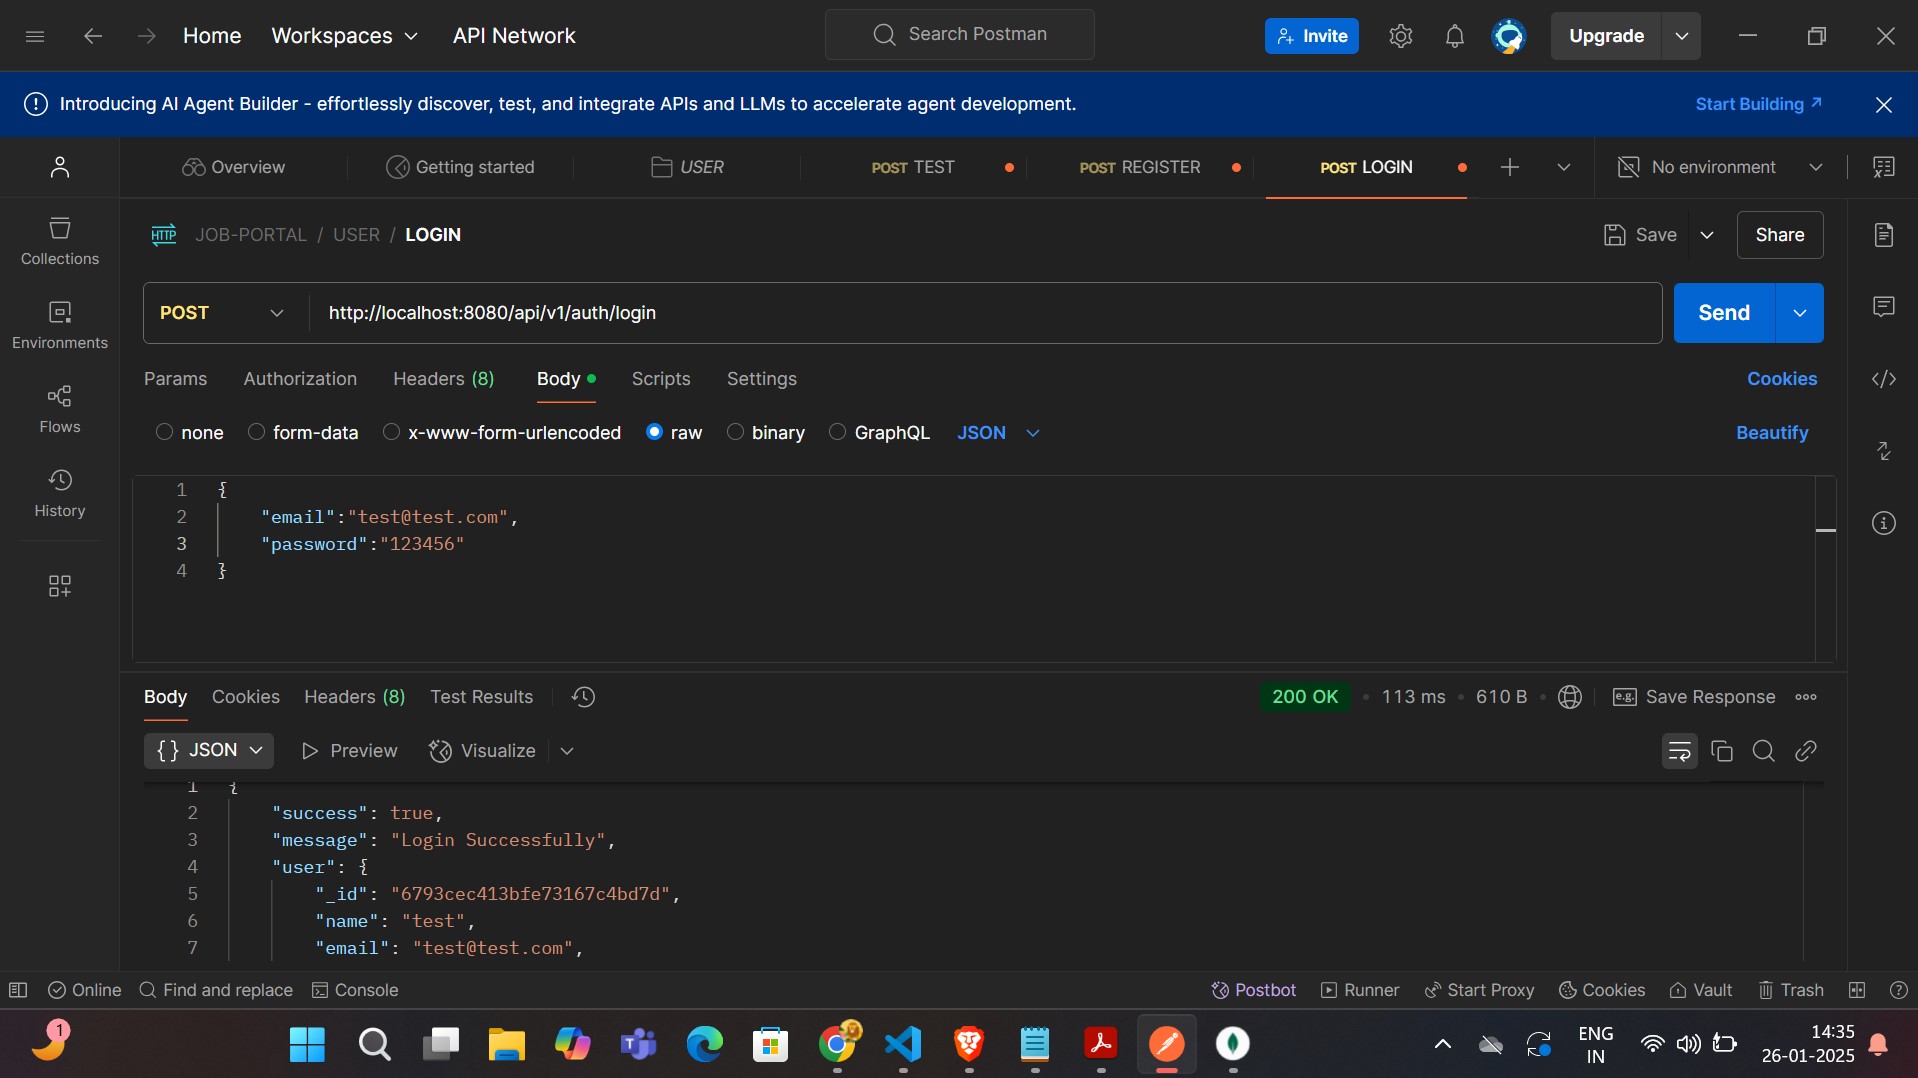 Home Workspaces API Network Search Postman Invite Upgrade
Introducing AI Agent Builder - effortlessly discover, test, and integrate APIs and LLMs to accelerate agent development. Start Building ↗
Overview Getting started USER POST TEST POST REGISTER POST LOGIN No environment
HTTP JOB-PORTAL / USER / LOGIN Save Share
Collections
POST http://localhost:8080/api/v1/auth/login Send
Environments
Params Authorization Headers (8) Body Scripts Settings Cookies
Flows
none form-data x-www-form-urlencoded raw binary GraphQL JSON Beautify
History
1 {
2 "email":"test@test.com",
3 "password":"123456"
4 }
Body Cookies Headers (8) Test Results 200 OK • 113 ms • 610 B • e.g. Save Response
{} JSON Preview Visualize
1 {
2 "success": true,
3 "message": "Login Successfully",
4 "user": {
5 "_id": "6793cec413bfe73167c4bd7d",
6 "name": "test",
7 "email": "test@test.com",
Online Find and replace Console Postbot Runner Start Proxy Cookies Vault Trash
1 ENG 14:35
IN 26-01-2025